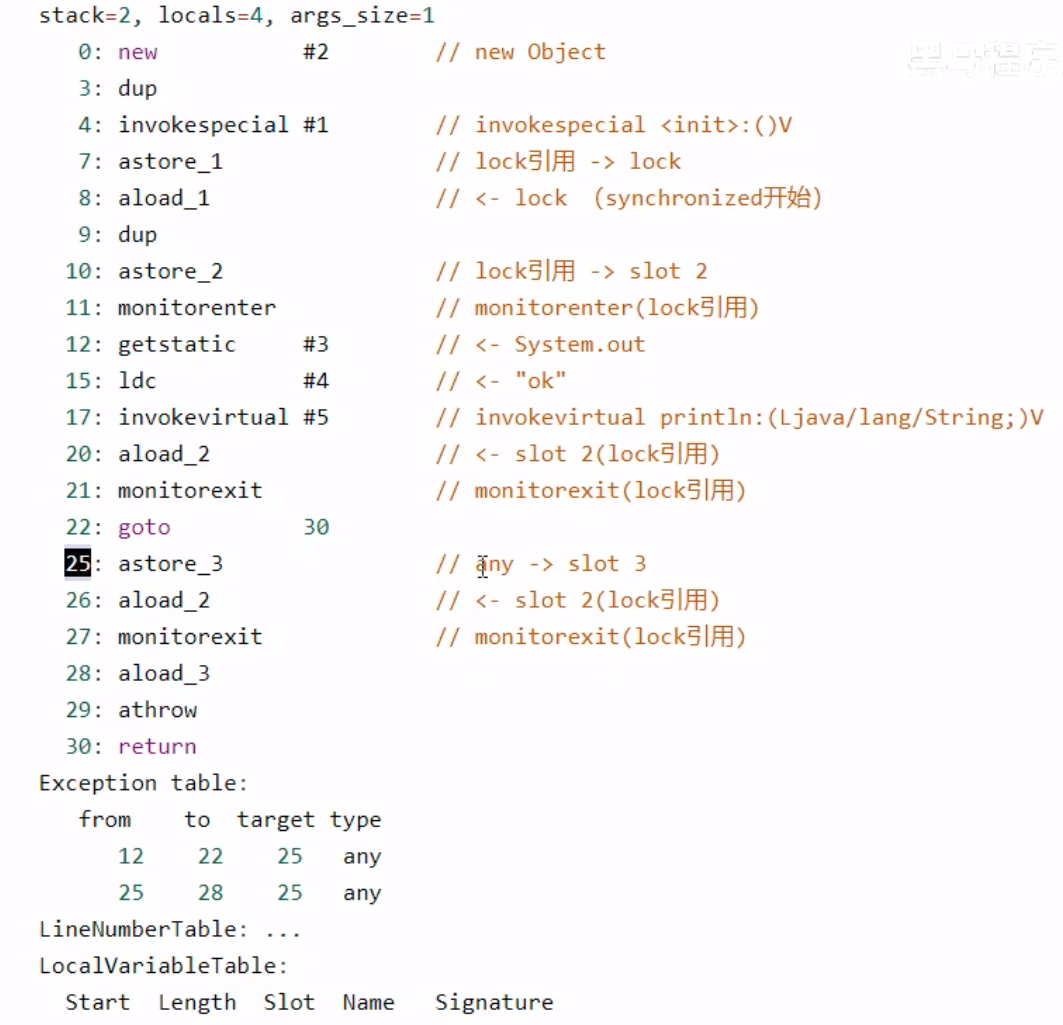 stack=2, locals=4, args_size=1
0: new #2 // new Object
3: dup
4: invokespecial #1 // invokespecial <init>:()V
7: astore_1 // lock引用 -> lock
8: aload_1 // <- lock （synchronized开始）
9: dup
10: astore_2 // lock引用 -> slot 2
11: monitorenter // monitorenter(lock引用)
12: getstatic #3 // <- System.out
15: ldc #4 // <- "ok"
17: invokevirtual #5 // invokevirtual println:(Ljava/lang/String;)V
20: aload_2 // <- slot 2(lock引用)
21: monitorexit // monitorexit(lock引用)
22: goto 30
25: astore_3 // any -> slot 3
26: aload_2 // <- slot 2(lock引用)
27: monitorexit // monitorexit(lock引用)
28: aload_3
29: athrow
30: return
Exception table:
from to target type
12 22 25 any
25 28 25 any
LineNumberTable: ...
LocalVariableTable:
Start Length Slot Name Signature